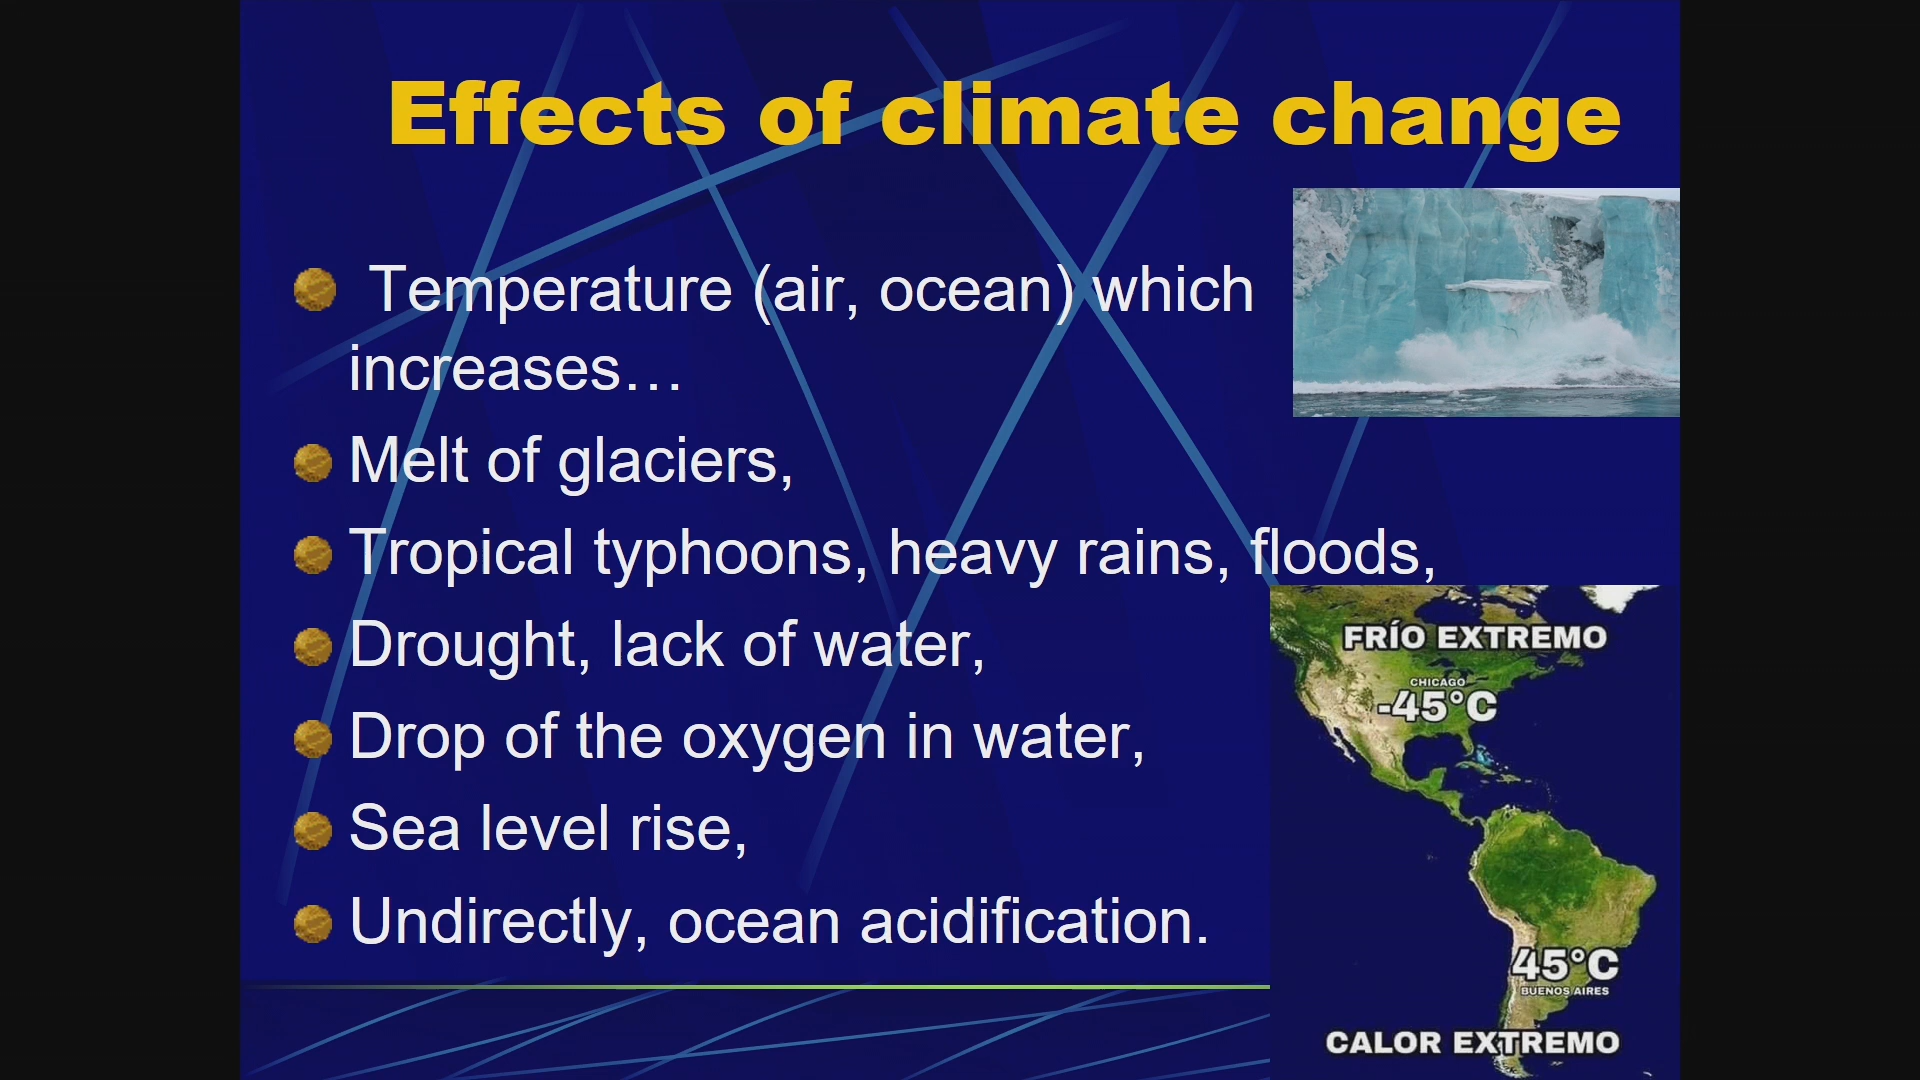 Effects of climate change
Temperature (air, ocean) which
increases…
Melt of glaciers,
Tropical typhoons, heavy rains, floods,
Drought, lack of water,
Drop of the oxygen in water,
Sea level rise,
Undirectly, ocean acidification.
FRÍO EXTREMO
CHICAGO
-45°C
45°C
BUENOS AIRES
CALOR EXTREMO